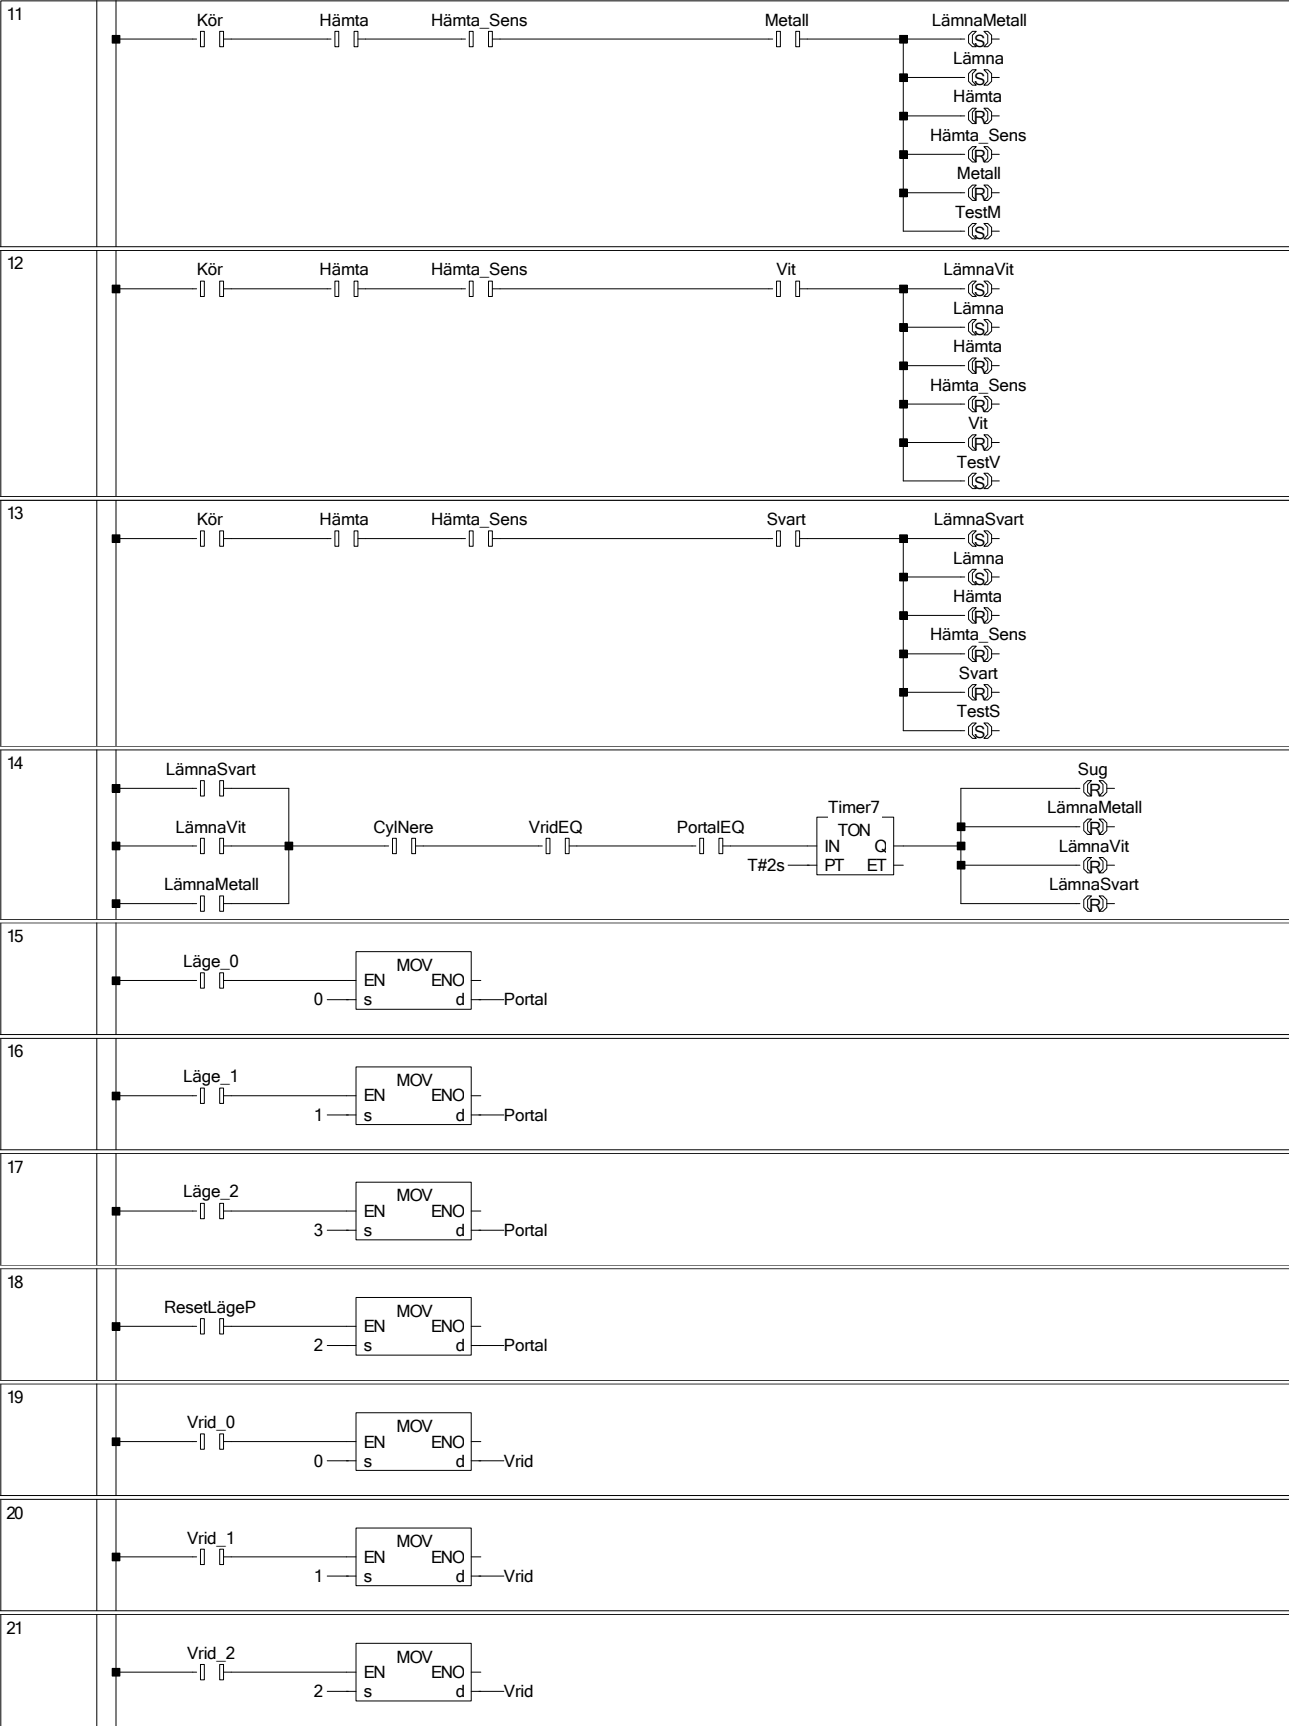 11
Kör Hämta Hämta_Sens Metall LämnaMetall
S
Lämna
S
Hämta
R
Hämta_Sens
R
Metall
R
TestM
S
12
Kör Hämta Hämta_Sens Vit LämnaVit
S
Lämna
S
Hämta
R
Hämta_Sens
R
Vit
R
TestV
S
13
Kör Hämta Hämta_Sens Svart LämnaSvart
S
Lämna
S
Hämta
R
Hämta_Sens
R
Svart
R
TestS
S
14
LämnaSvart Sug
R
LämnaVit CylNere VridEQ PortalEQ Timer7 LämnaMetall
TON R
IN Q LämnaVit
T#2s PT ET R
LämnaMetall LämnaSvart
R
15
Läge_0 MOV
EN ENO
0 s d Portal
16
Läge_1 MOV
EN ENO
1 s d Portal
17
Läge_2 MOV
EN ENO
3 s d Portal
18
ResetLägeP MOV
EN ENO
2 s d Portal
19
Vrid_0 MOV
EN ENO
0 s d Vrid
20
Vrid_1 MOV
EN ENO
1 s d Vrid
21
Vrid_2 MOV
EN ENO
2 s d Vrid